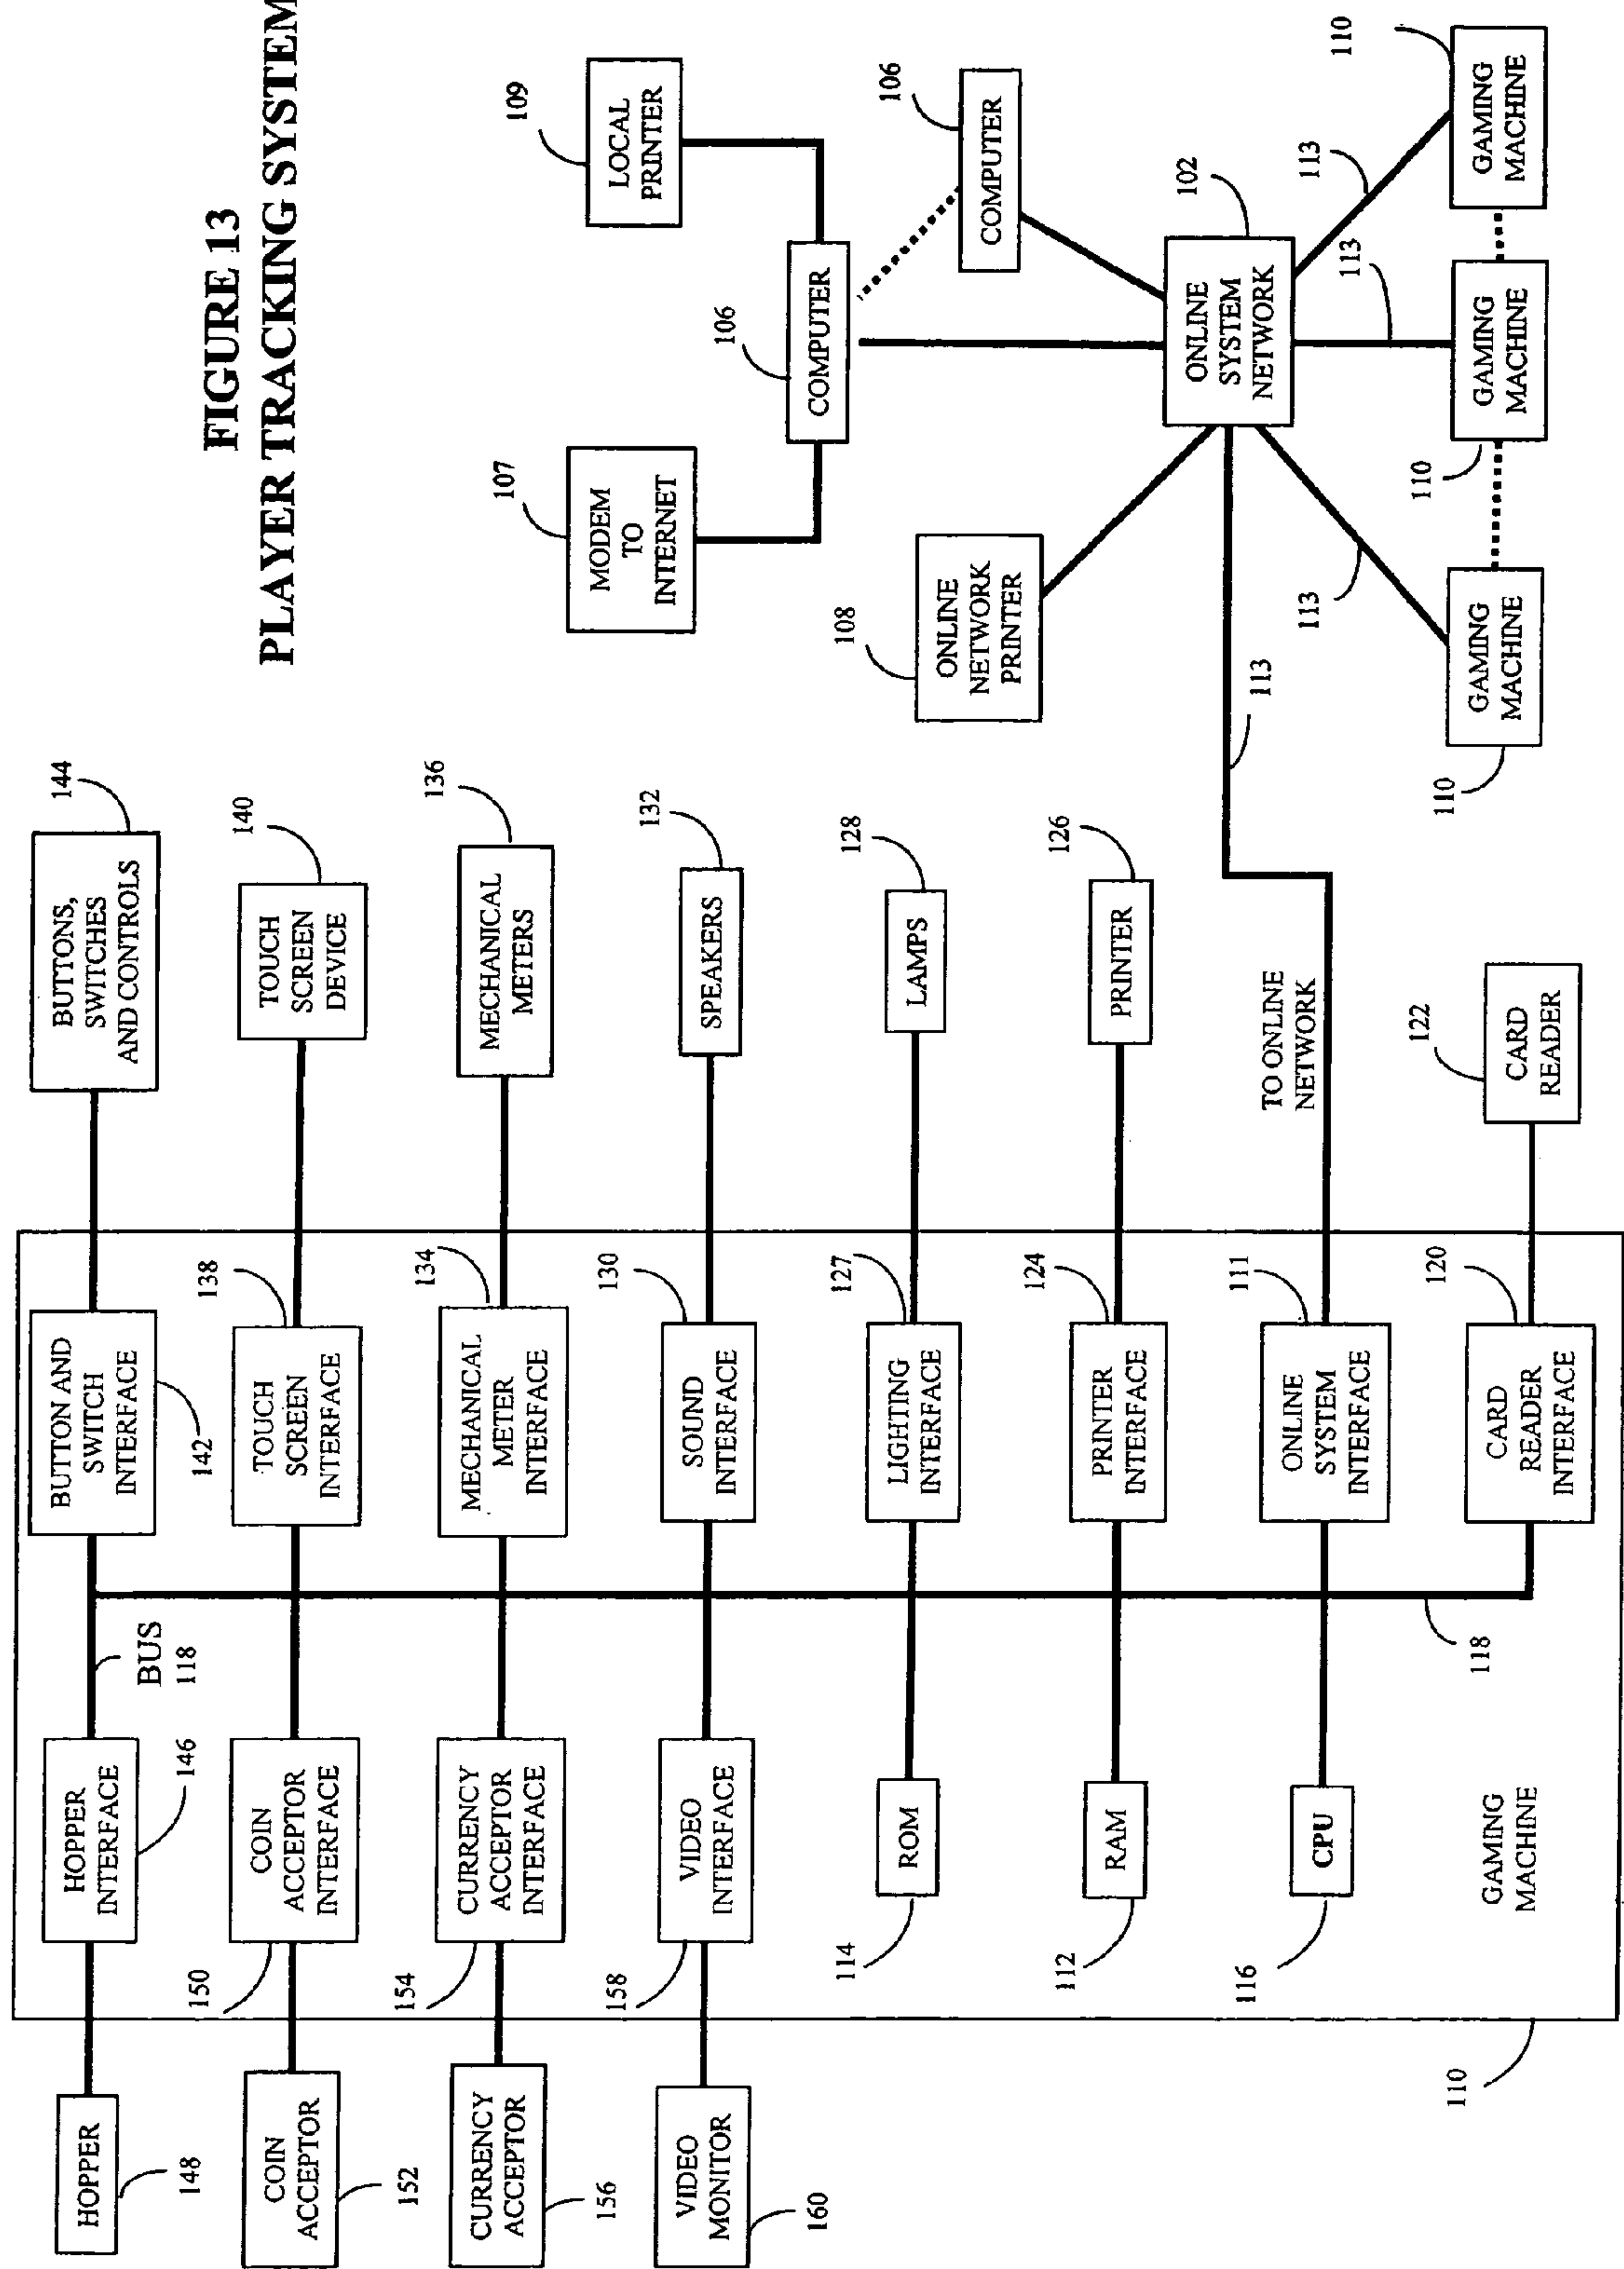 FIGURE 13
PLAYER TRACKING SYSTEM
HOPPER
148
HOPPER
INTERFACE
146
BUS
118
BUTTON AND
SWITCH
INTERFACE
142
BUTTONS,
SWITCHES
AND CONTROLS
144
COIN
ACCEPTOR
152
COIN
ACCEPTOR
INTERFACE
150
TOUCH
SCREEN
INTERFACE
138
TOUCH
SCREEN
DEVICE
140
CURRENCY
ACCEPTOR
156
CURRENCY
ACCEPTOR
INTERFACE
154
MECHANICAL
METER
INTERFACE
134
MECHANICAL
METERS
136
VIDEO
MONITOR
160
VIDEO
INTERFACE
158
SOUND
INTERFACE
130
SPEAKERS
132
ROM
114
LIGHTING
INTERFACE
127
LAMPS
128
RAM
112
PRINTER
INTERFACE
124
PRINTER
126
CPU
116
ONLINE
SYSTEM
INTERFACE
111
TO ONLINE
NETWORK
113
GAMING
MACHINE
110
118
CARD
READER
INTERFACE
120
CARD
READER
122
MODEM
TO
INTERNET
107
LOCAL
PRINTER
109
COMPUTER
106
COMPUTER
106
ONLINE
NETWORK
PRINTER
108
ONLINE
SYSTEM
NETWORK
102
113
113
113
GAMING
MACHINE
110
GAMING
MACHINE
110
GAMING
MACHINE
110